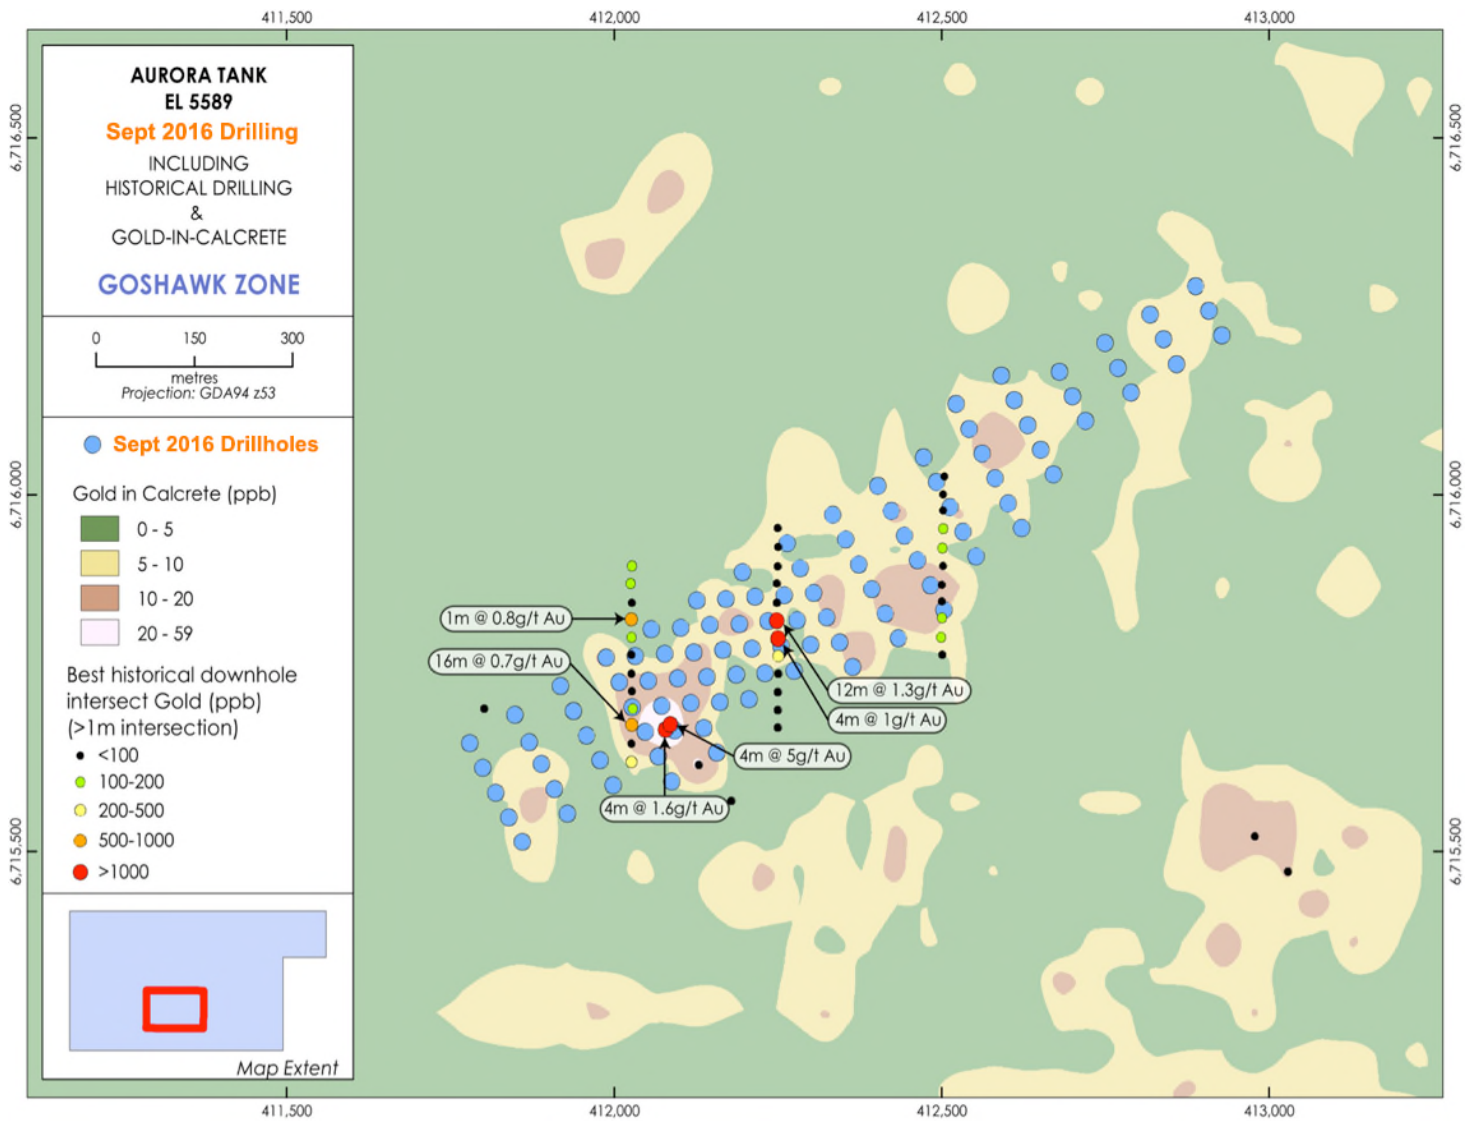 411,500
412,000
412,500
413,000
AURORA TANK
EL 5589
Sept 2016 Drilling
INCLUDING
HISTORICAL DRILLING
&
GOLD-IN-CALCRETE
GOSHAWK ZONE
0
150
300
metres
Projection: GDA94 z53
Sept 2016 Drillholes
Gold in Calcrete (ppb)
0 - 5
5 - 10
10 - 20
20 - 59
Best historical downhole
intersect Gold (ppb)
(>1m intersection)
<100
100-200
200-500
500-1000
>1000
Map Extent
6,716,500
6,716,000
6,715,500
1m @ 0.8g/t Au
16m @ 0.7g/t Au
12m @ 1.3g/t Au
4m @ 1g/t Au
4m @ 5g/t Au
4m @ 1.6g/t Au
6,716,500
6,716,000
6,715,500
411,500
412,000
412,500
413,000